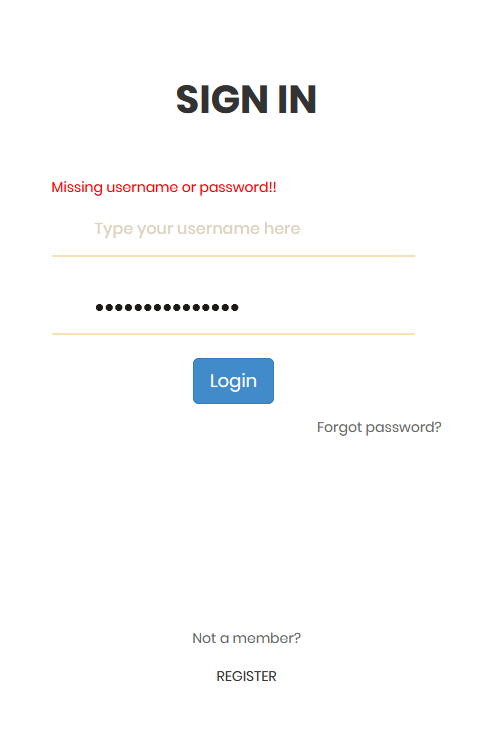 SIGN IN
Missing username or password!!
Type your username here
•••••••••••••••
Login
Forgot password?
Not a member?
REGISTER